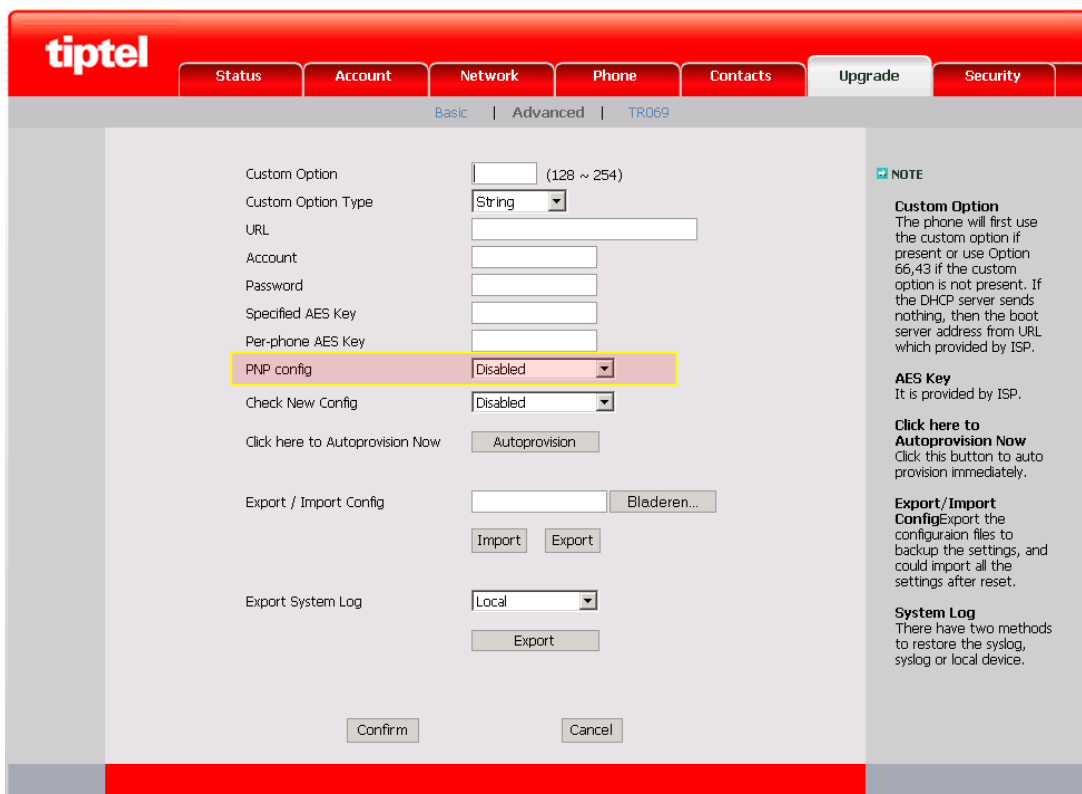 tiptel
Status Account Network Phone Contacts Upgrade Security
Basic | Advanced | TR069
Custom Option (128 ~ 254)
Custom Option Type String
URL
Account
Password
Specified AES Key
Per-phone AES Key
PNP config Disabled
Check New Config Disabled
Click here to Autoprovision Now Autoprovision
Export / Import Config Bladeren...
Import Export
Export System Log Local
Export
Confirm Cancel
NOTE
Custom Option
The phone will first use
the custom option if
present or use Option
66,43 if the custom
option is not present. If
the DHCP server sends
nothing, then the boot
server address from URL
which provided by ISP.
AES Key
It is provided by ISP.
Click here to
Autoprovision Now
Click this button to auto
provision immediately.
Export/Import
ConfigExport the
configuraion files to
backup the settings, and
could import all the
settings after reset.
System Log
There have two methods
to restore the syslog,
syslog or local device.